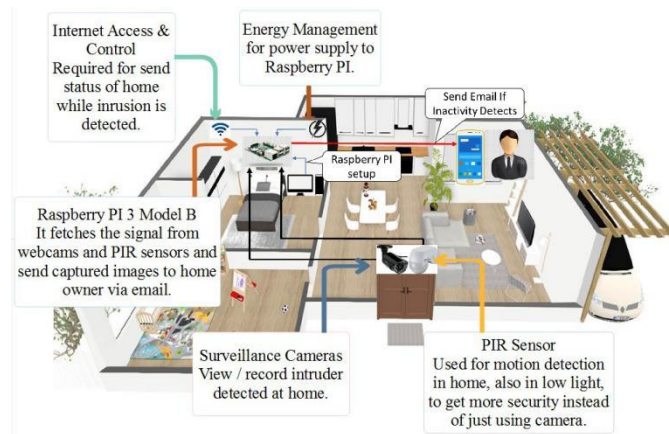 Internet Access &
Control
Required for send
status of home
while inrusion is
detected.
Energy Management
for power supply to
Raspberry PI.
Send Email If
Inactivity Detects
Raspberry PI
setup
Raspberry PI 3 Model B
It fetches the signal from
webcams and PIR sensors and
send captured images to home
owner via email.
Surveillance Cameras
View / record intruder
detected at home.
PIR Sensor
Used for motion detection
in home, also in low light,
to get more security instead
of just using camera.